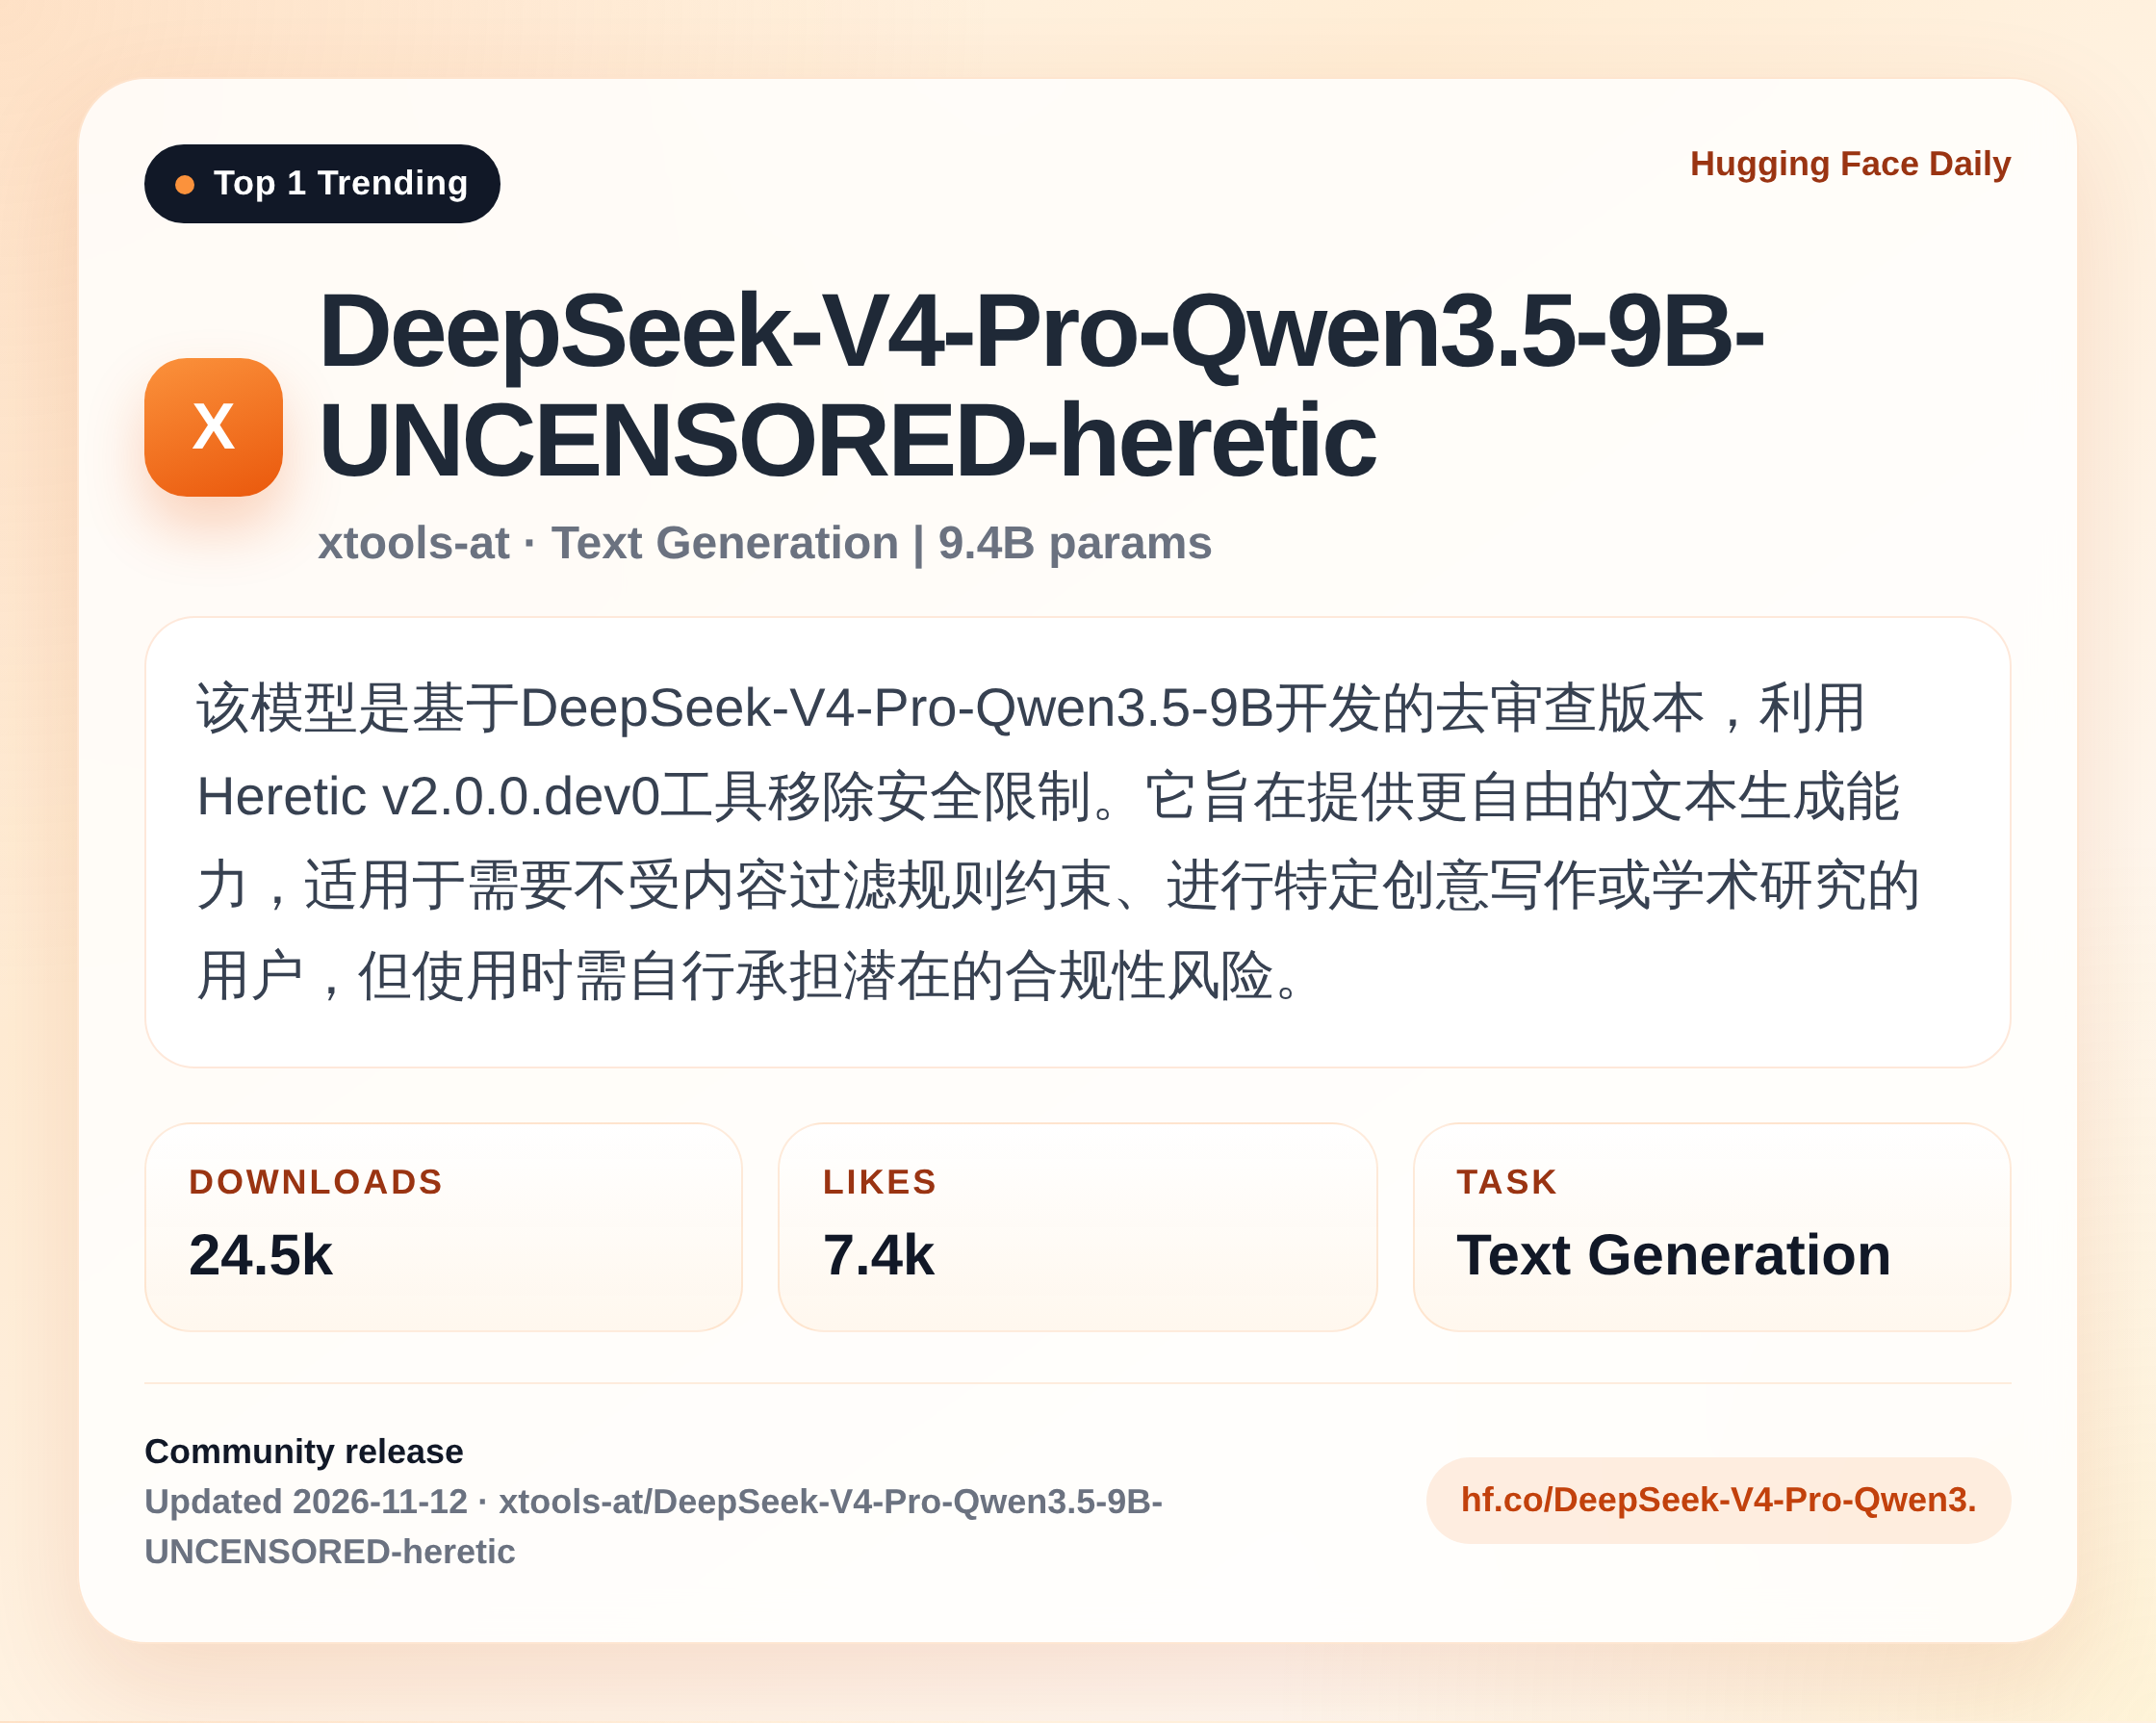 Top 1 Trending
Hugging Face Daily
X
DeepSeek-V4-Pro-Qwen3.5-9B-
UNCENSORED-heretic
xtools-at · Text Generation | 9.4B params
该模型是基于DeepSeek-V4-Pro-Qwen3.5-9B开发的去审查版本，利用
Heretic v2.0.0.dev0工具移除安全限制。它旨在提供更自由的文本生成能
力，适用于需要不受内容过滤规则约束、进行特定创意写作或学术研究的
用户，但使用时需自行承担潜在的合规性风险。
DOWNLOADS
24.5k
LIKES
7.4k
TASK
Text Generation
Community release
Updated 2026-11-12 · xtools-at/DeepSeek-V4-Pro-Qwen3.5-9B-
UNCENSORED-heretic
hf.co/DeepSeek-V4-Pro-Qwen3.